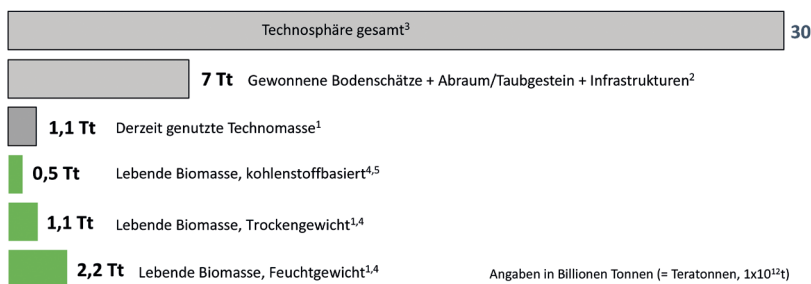 Technosphäre gesamt³ 30
7 Tt Gewonnene Bodenschätze + Abraum/Taubgestein + Infrastrukturen²
1,1 Tt Derzeit genutzte Technomasse¹
0,5 Tt Lebende Biomasse, kohlenstoffbasiert⁴,⁵
1,1 Tt Lebende Biomasse, Trockengewicht¹,⁴
2,2 Tt Lebende Biomasse, Feuchtgewicht¹,⁴
Angaben in Billionen Tonnen (= Teratonnen, 1x10¹²t)